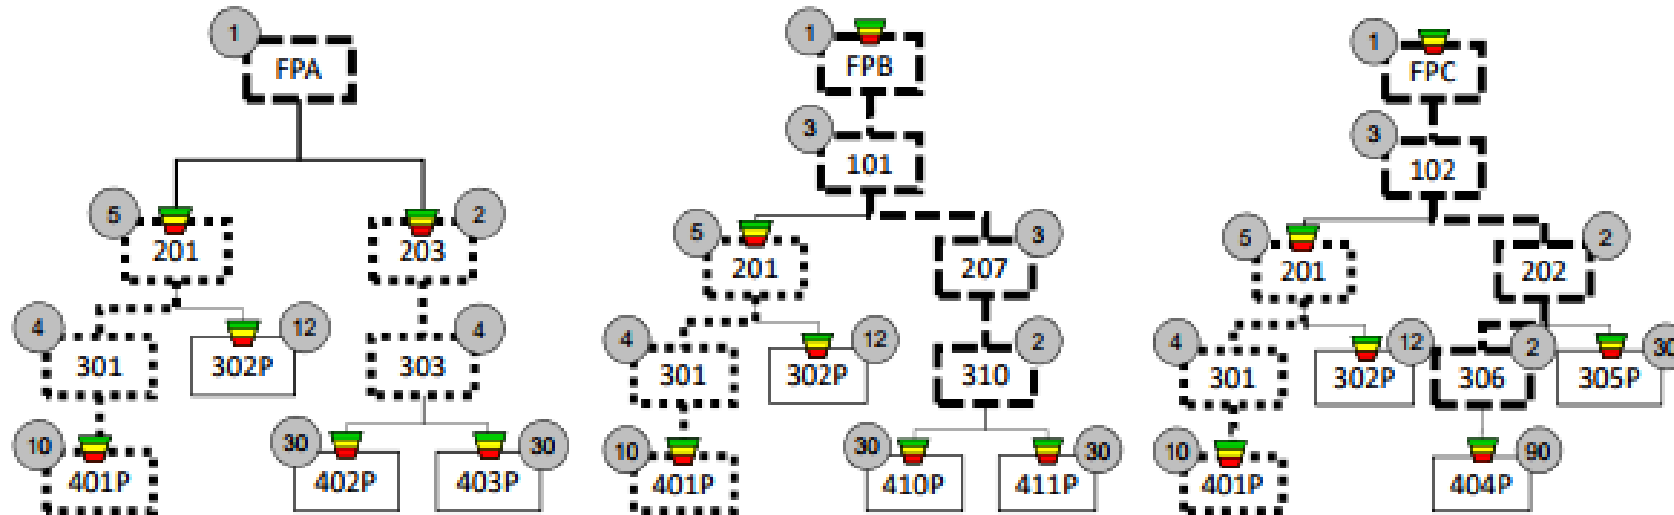 1 1 1
FPA FPB FPC
3 3
101 102
5 2 5 3 5 2
201 203 201 207 201 202
4 12 4 4 12 2 4 12 2 30
301 302P 303 301 302P 310 301 302P 306 305P
10 30 30 10 30 30 10 90
401P 402P 403P 401P 410P 411P 401P 404P